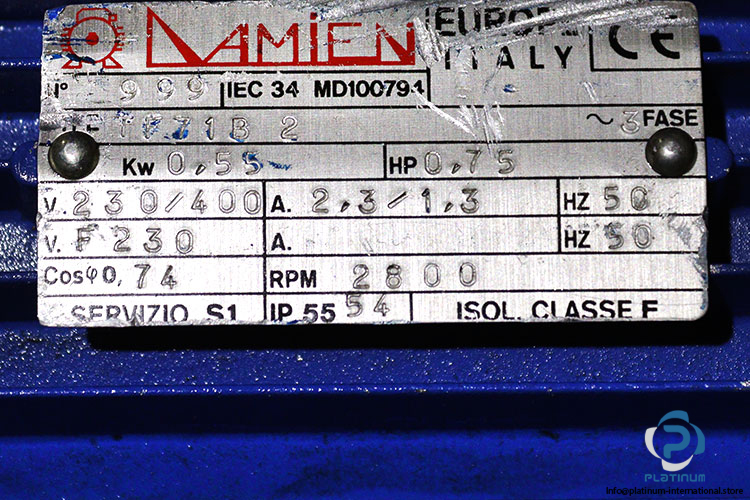 DAMIEN
ITALY CE
999 IEC 34 MD100794
71B 2 ~3 FASE
Kw 0,55 HP 0,75
V. 230/400 A. 2,3/1,3 HZ 50
V. F 230 A. HZ 50
Cosφ 0,74 RPM 2800
SERVIZIO S1 IP 55 54 ISOL. CLASSE F
PLATINUM
info@platinum-international.store